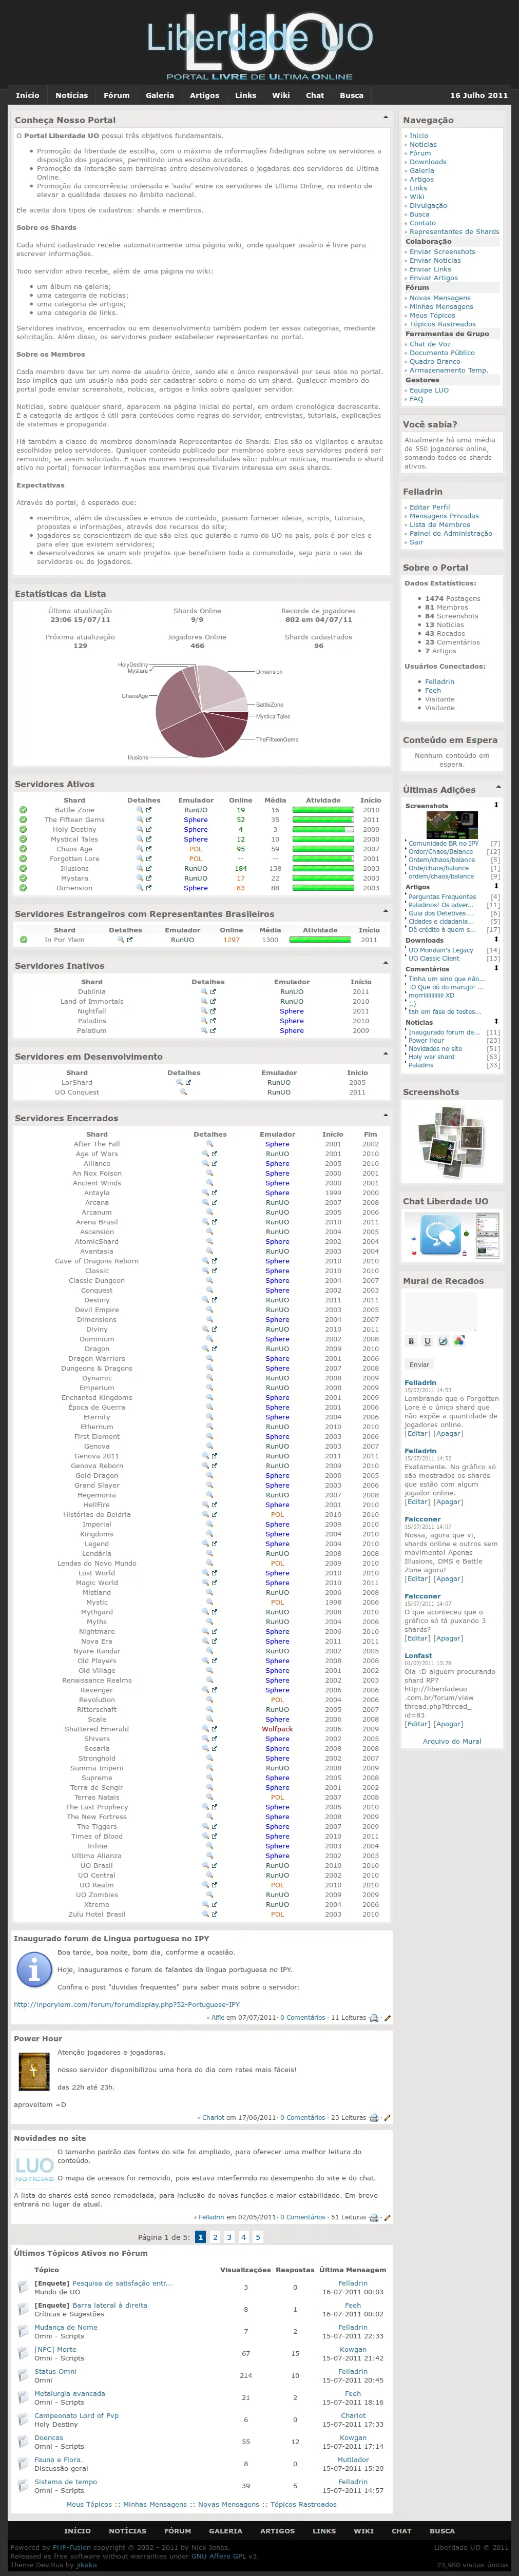 Liberdade UO
LUO
PORTAL LIVRE DE ULTIMA ONLINE
Início Notícias Fórum Galeria Artigos Links Wiki Chat Busca 16 Julho 2011
Conheça Nosso Portal
O Portal Liberdade UO possui três objetivos fundamentais.
Promoção da liberdade de escolha, com o máximo de informações fidedignas sobre os servidores a
disposição dos jogadores, permitindo uma escolha acurada.
Promoção da interação sem barreiras entre desenvolvedores e jogadores dos servidores de Ultima
Online.
Promoção da concorrência ordenada e 'sadia' entre os servidores de Ultima Online, no intento de
elevar a qualidade desses no âmbito nacional.
Ele aceita dois tipos de cadastros: shards e membros.
Sobre os Shards
Cada shard cadastrado recebe automaticamente uma página wiki, onde qualquer usuário é livre para
escrever informações.
Todo servidor ativo recebe, além de uma página no wiki:
um álbum na galeria;
uma categoria de notícias;
uma categoria de artigos;
uma categoria de links.
Servidores inativos, encerrados ou em desenvolvimento também podem ter essas categorias, mediante
solicitação. Além disso, os servidores podem estabelecer representantes no portal.
Sobre os Membros
Cada membro deve ter um nome de usuário único, sendo ele o único responsável por seus atos no portal.
Isso implica que um usuário não pode ser cadastrar sobre o nome de um shard. Qualquer membro do
portal pode enviar screenshots, notícias, artigos e links sobre qualquer servidor.
Notícias, sobre qualquer shard, aparecem na página inicial do portal, em ordem cronológica decrescente.
E a categoria de artigos é útil para conteúdos como regras do servidor, entrevistas, tutoriais, explicações
de sistemas e propagandas.
Há também a classe de membros denominada Representantes de Shards. Eles são os vigilantes e arautos
escolhidos pelos servidores. Qualquer conteúdo publicado por membros sobre seus servidores poderá ser
removido, se assim solicitado. E suas maiores responsabilidades são: publicar notícias, mantendo o shard
ativo no portal; fornecer informações aos membros que tiverem interesse em seus shards.
Expectativas
Através do portal, é esperado que:
membros, além de discussões e envios de conteúdo, possam fornecer ideias, scripts, tutoriais,
propostas e informações, através dos recursos do site;
jogadores se conscientizem de que são eles que guiarão o rumo do UO no país, pois é por eles e
para eles que existem servidores;
desenvolvedores se unam sob projetos que beneficiem toda a comunidade, seja para o uso de
servidores ou de jogadores.
Estatísticas da Lista
Última atualização Shards Online Recorde de jogadores
23:06 15/07/11 9/9 802 em 04/07/11
Próxima atualização Jogadores Online Shards cadastrados
129 466 96
HolyDestiny
Mystara
ChaosAge
Illusions
Dimension
BattleZone
MysticalTales
TheFifteenGems
Servidores Ativos
Shard Detalhes Emulador Online Média Atividade Início
Battle Zone RunUO 19 16 2010
The Fifteen Gems Sphere 52 35 2011
Holy Destiny Sphere 4 3 2009
Mystical Tales Sphere 12 10 2000
Chaos Age POL 95 59 2007
Forgotten Lore POL -- -- 2001
Illusions RunUO 184 138 2003
Mystara RunUO 17 22 2003
Dimension Sphere 83 88 2003
Servidores Estrangeiros com Representantes Brasileiros
Shard Detalhes Emulador Online Média Atividade Início
In Por Ylem RunUO 1297 1300 2011
Servidores Inativos
Shard Detalhes Emulador Início
Dublinia RunUO 2011
Land of Immortals RunUO 2010
Nightfall Sphere 2011
Paladins Sphere 2010
Palatium Sphere 2009
Servidores em Desenvolvimento
Shard Detalhes Emulador Início
LorShard RunUO 2005
UO Conquest RunUO 2011
Servidores Encerrados
Shard Detalhes Emulador Início Fim
After The Fall Sphere 2001 2002
Age of Wars RunUO 2001 2010
Alliance Sphere 2005 2010
An Nox Poison Sphere 2000 2001
Ancient Winds Sphere 2000 2001
Antayla Sphere 1999 2000
Arcana RunUO 2007 2008
Arcanum RunUO 2005 2006
Arena Brasil RunUO 2010 2011
Ascension RunUO 2004 2005
AtomicShard Sphere 2002 2004
Avantasia RunUO 2003 2004
Cave of Dragons Reborn Sphere 2010 2010
Classic Sphere 2010 2010
Classic Dungeon Sphere 2004 2007
Conquest Sphere 2002 2003
Destiny RunUO 2011 2011
Devil Empire RunUO 2003 2005
Dimensions Sphere 2004 2007
Diviny RunUO 2010 2011
Dominium Sphere 2002 2008
Dragon RunUO 2009 2010
Dragon Warriors Sphere 2001 2006
Dungeons & Dragons Sphere 2007 2008
Dynamic RunUO 2008 2009
Emperium RunUO 2008 2009
Enchanted Kingdoms Sphere 2001 2009
Época de Guerra Sphere 2001 2006
Eternity Sphere 2004 2006
Ethernum RunUO 2010 2010
First Element Sphere 2003 2006
Genova RunUO 2003 2007
Genova 2011 RunUO 2011 2011
Genova Reborn RunUO 2009 2010
Gold Dragon Sphere 2000 2005
Grand Slayer Sphere 2003 2006
Hegemonia RunUO 2007 2008
HellFire Sphere 2001 2010
Histórias de Beldria POL 2010 2010
Imperial Sphere 2009 2010
Kingdoms Sphere 2004 2010
Legend Sphere 2004 2010
Lendária RunUO 2008 2008
Lendas do Novo Mundo POL 2009 2010
Lost World Sphere 2010 2010
Magic World Sphere 2010 2011
Mistland RunUO 2006 2008
Mystic POL 1998 2006
Mythgard RunUO 2008 2010
Myths RunUO 2004 2006
Nightmare Sphere 2006 2010
Nova Era Sphere 2011 2011
Nyare Randar RunUO 2002 2005
Old Players Sphere 2008 2008
Old Village Sphere 2001 2002
Renaissance Realms Sphere 2002 2003
Revenger Sphere 2006 2006
Revolution POL 2004 2006
Ritterschaft RunUO 2005 2007
Scale Sphere 2006 2008
Shattered Emerald Wolfpack 2006 2009
Shivers Sphere 2002 2005
Sosaria Sphere 2008 2008
Stronghold Sphere 2002 2007
Summa Imperii RunUO 2008 2009
Supreme Sphere 2005 2008
Terra de Sengir Sphere 2001 2002
Terras Natais POL 2007 2008
The Last Prophecy Sphere 2005 2010
The New Fortress Sphere 2008 2009
The Tiggers Sphere 2007 2009
Times of Blood Sphere 2010 2011
Triline Sphere 2003 2004
Ultima Alianza Sphere 2002 2003
UO Brasil RunUO 2010 2010
UO Central RunUO 2002 2010
UO Realm POL 2010 2010
UO Zombies RunUO 2009 2009
Xtreme RunUO 2004 2006
Zulu Hotel Brasil POL 2003 2010
Inaugurado forum de Lingua portuguesa no IPY
Boa tarde, boa noite, bom dia, conforme a ocasião.
Hoje, inauguramos o forum de falantes da lingua portuguesa no IPY.
Confira o post "duvidas frequentes" para saber mais sobre o servidor:
http://inporylem.com/forum/forumdisplay.php?52-Portuguese-IPY
« Alfie em 07/07/2011· 0 Comentários · 11 Leituras · ·
Power Hour
Atenção jogadores e jogadoras.
nosso servidor disponibilizou uma hora do dia com rates mais fáceis!
das 22h até 23h.
aproveitem =D
» Chariot em 17/06/2011· 0 Comentários · 23 Leituras · ·
Novidades no site
LUO
NOTÍCIAS
O tamanho padrão das fontes do site foi ampliado, para oferecer uma melhor leitura do
conteúdo.
O mapa de acessos foi removido, pois estava interferindo no desempenho do site e do chat.
A lista de shards está sendo remodelada, para inclusão de novas funções e maior estabilidade. Em breve
entrará no lugar da atual.
» Felladrin em 02/05/2011· 0 Comentários · 51 Leituras · ·
Página 1 de 5: 1 2 3 4 5
Últimos Tópicos Ativos no Fórum
Tópico Visualizações Respostas Última Mensagem
[Enquete] Pesquisa de satisfação entr...
Mundo de UO
3 0 Felladrin
16-07-2011 00:03
[Enquete] Barra lateral à direita
Críticas e Sugestões
8 1 Feeh
16-07-2011 00:02
Mudança de Nome
Omni - Scripts
7 2 Felladrin
15-07-2011 22:33
[NPC] Morte
Omni - Scripts
67 15 Kowgan
15-07-2011 21:42
Status Omni
Omni
214 10 Felladrin
15-07-2011 20:45
Metalurgia avancada
Omni - Scripts
21 2 Feeh
15-07-2011 18:16
Campeonato Lord of Pvp
Holy Destiny
6 0 Chariot
15-07-2011 17:33
Doencas
Omni - Scripts
55 12 Kowgan
15-07-2011 17:14
Fauna e Flora.
Discussão geral
8 0 Mutilador
15-07-2011 15:20
Sistema de tempo
Omni - Scripts
39 5 Felladrin
15-07-2011 14:57
Meus Tópicos :: Minhas Mensagens :: Novas Mensagens :: Tópicos Rastreados
Navegação
Início
Notícias
Fórum
Downloads
Galeria
Artigos
Links
Wiki
Divulgação
Busca
Contato
Representantes de Shards
Colaboração
Enviar Screenshots
Enviar Notícias
Enviar Links
Enviar Artigos
Fórum
Novas Mensagens
Minhas Mensagens
Meus Tópicos
Tópicos Rastreados
Ferramentas de Grupo
Chat de Voz
Documento Público
Quadro Branco
Armazenamento Temp.
Gestores
Equipe LUO
FAQ
Você sabia?
Atualmente há uma média
de 550 jogadores online,
somando todos os shards
ativos.
Felladrin
Editar Perfil
Mensagens Privadas
Lista de Membros
Painel de Administração
Sair
Sobre o Portal
Dados Estatísticos:
1474 Postagens
81 Membros
84 Screenshots
13 Notícias
43 Recados
23 Comentários
7 Artigos
Usuários Conectados:
Felladrin
Feeh
Visitante
Visitante
Conteúdo em Espera
Nenhum conteúdo em
espera.
Últimas Adições
Screenshots
Comunidade BR no IPY [7]
Order/Chaos/Balance [12]
Ordem/chaos/balance [5]
Orde/chaos/balance [1]
ordem/chaos/balance [9]
Artigos
Perguntas Frequentes [4]
Paladinos! Os adver... [11]
Guia dos Detetives ... [6]
Cidades e cidadania... [5]
Dê crédito à quem s... [17]
Downloads
UO Mondain's Legacy [14]
UO Classic Client [13]
Comentários
Tinha um sino que não...
:O Que dó do marujo! ...
morriiiiiiiiiiiii XD
;.)
tah em fase de testes...
Notícias
Inaugurado forum de... [11]
Power Hour [23]
Novidades no site [51]
Holy war shard [63]
Paladins [33]
Screenshots
Chat Liberdade UO
Mural de Recados
B U
Enviar
Felladrin
15/07/2011 14:53
Lembrando que o Forgotten
Lore é o único shard que
não expõe a quantidade de
jogadores online.
[Editar] [Apagar]
Felladrin
15/07/2011 14:52
Exatamente. No gráfico só
são mostrados os shards
que estão com algum
jogador online.
[Editar] [Apagar]
Falcconer
15/07/2011 14:07
Nossa, agora que vi,
shards online e outros sem
movimento! Apenas
Illusions, DMS e Battle
Zone agora!
[Editar] [Apagar]
Falcconer
15/07/2011 14:07
O que aconteceu que o
gráfico só tá puxando 3
shards?
[Editar] [Apagar]
Lonfast
01/07/2011 13:28
Ola :D alguem procurando
shard RP?
http://liberdadeuo
.com.br/forum/view
thread.php?thread_
id=83
[Editar] [Apagar]
Arquivo do Mural
INÍCIO NOTÍCIAS FÓRUM GALERIA ARTIGOS LINKS WIKI CHAT BUSCA
Powered by PHP-Fusion copyright © 2002 - 2011 by Nick Jones. Liberdade UO © 2011
Released as free software without warranties under GNU Affero GPL v3.
Theme Dev.Rus by Jikaka 23,980 visitas únicas